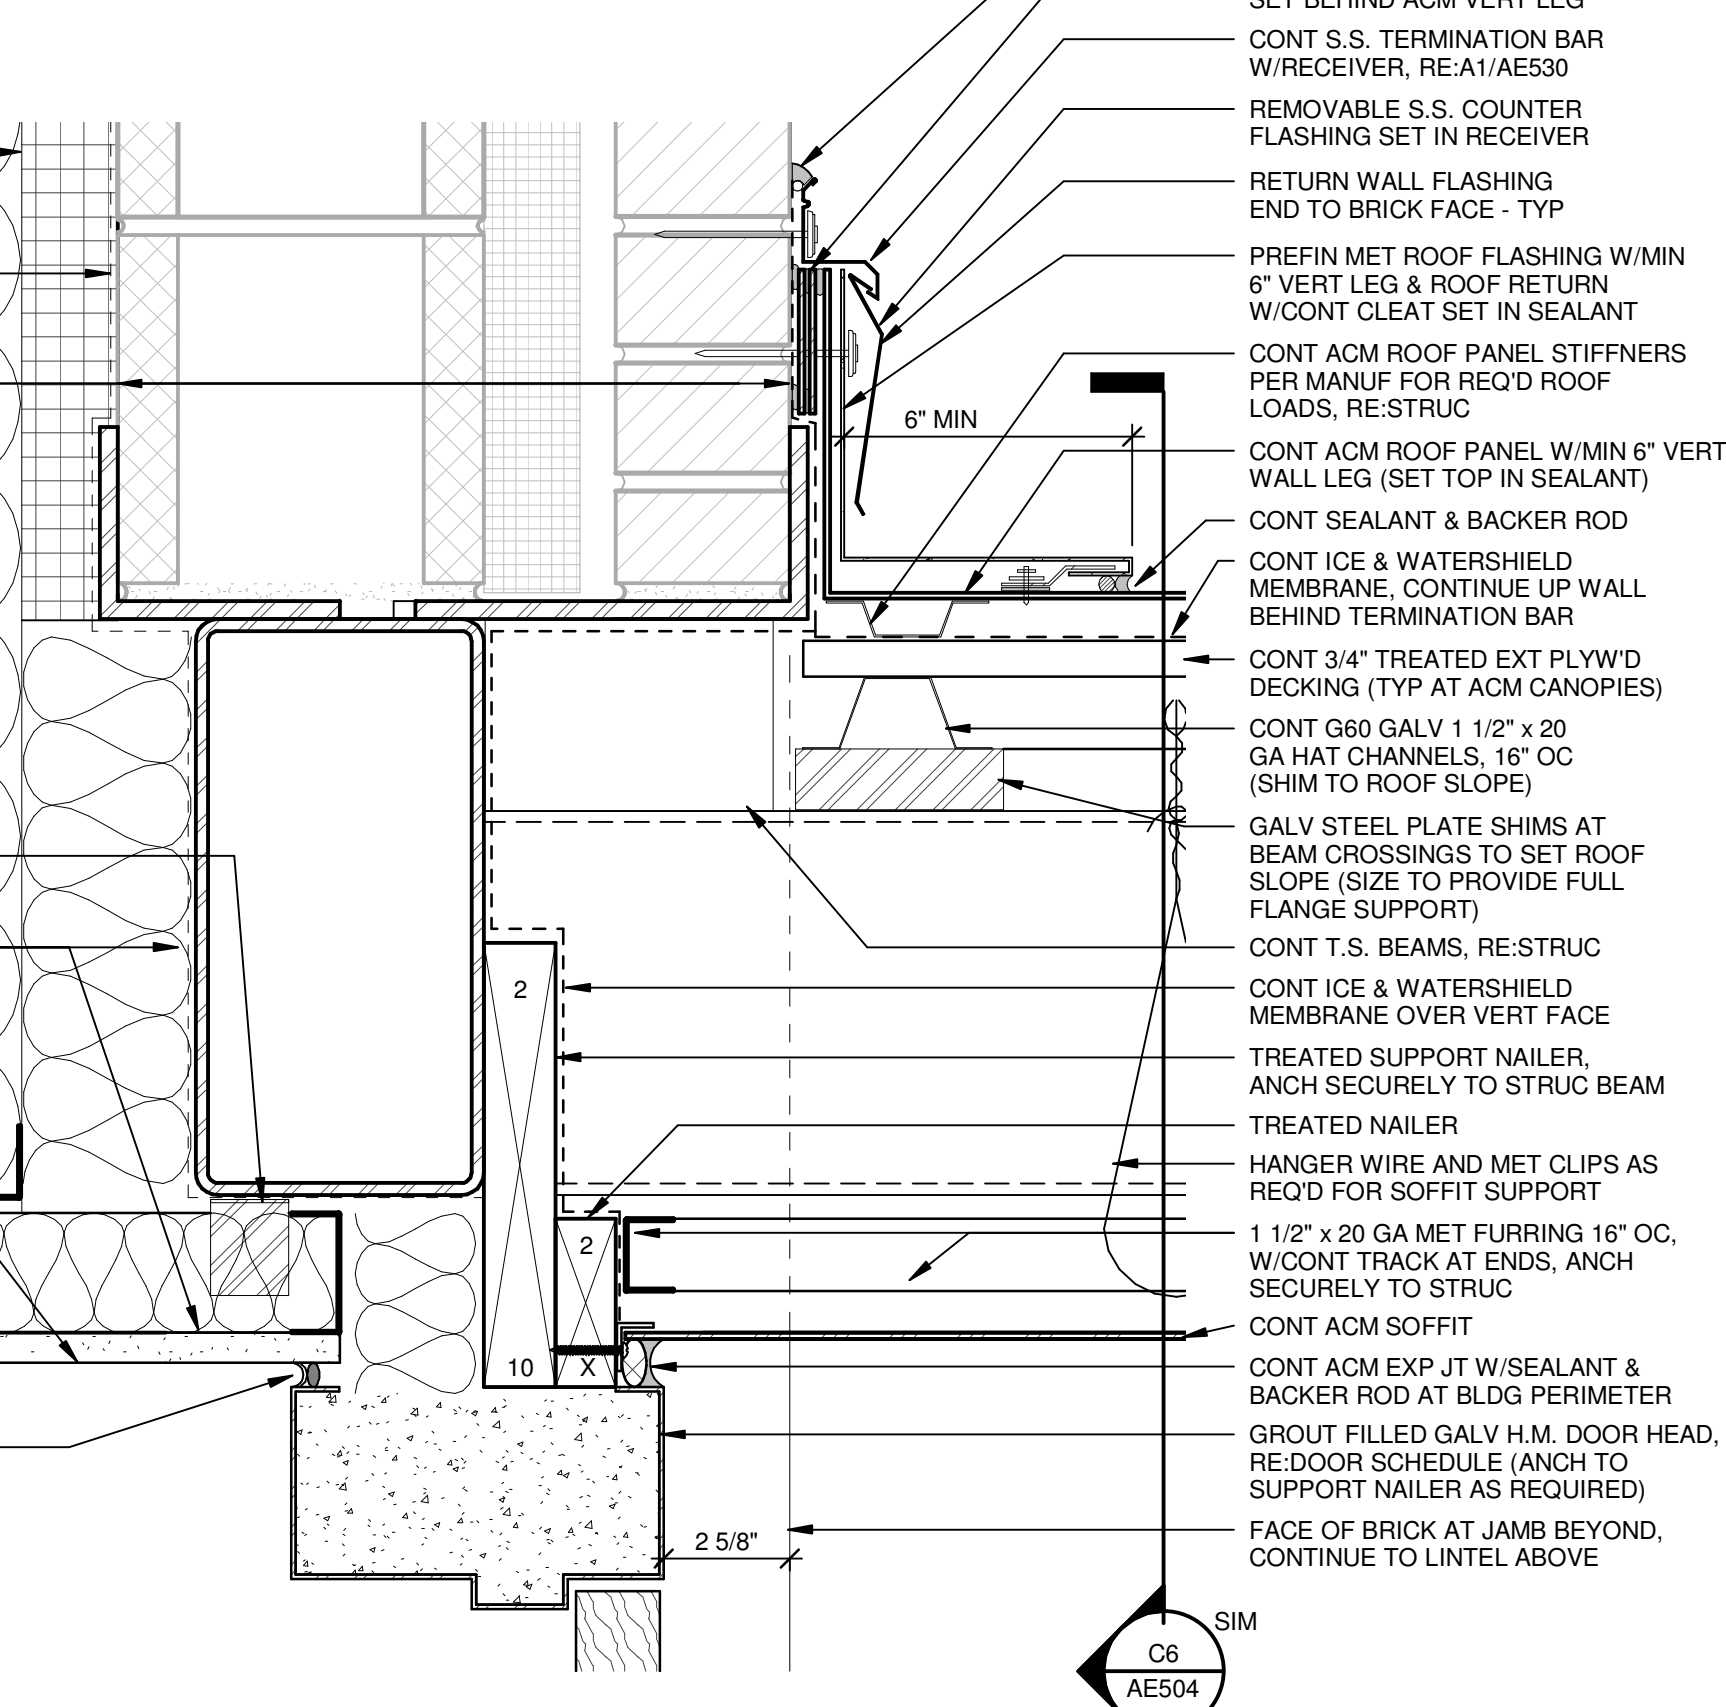 SET BEHIND ACM VERT LEG
CONT S.S. TERMINATION BAR
W/RECEIVER, RE:A1/AE530
REMOVABLE S.S. COUNTER
FLASHING SET IN RECEIVER
RETURN WALL FLASHING
END TO BRICK FACE - TYP
PREFIN MET ROOF FLASHING W/MIN
6" VERT LEG & ROOF RETURN
W/CONT CLEAT SET IN SEALANT
CONT ACM ROOF PANEL STIFFNERS
PER MANUF FOR REQ'D ROOF
LOADS, RE:STRUC
6" MIN
CONT ACM ROOF PANEL W/MIN 6" VERT
WALL LEG (SET TOP IN SEALANT)
CONT SEALANT & BACKER ROD
CONT ICE & WATERSHIELD
MEMBRANE, CONTINUE UP WALL
BEHIND TERMINATION BAR
CONT 3/4" TREATED EXT PLYW'D
DECKING (TYP AT ACM CANOPIES)
CONT G60 GALV 1 1/2" x 20
GA HAT CHANNELS, 16" OC
(SHIM TO ROOF SLOPE)
GALV STEEL PLATE SHIMS AT
BEAM CROSSINGS TO SET ROOF
SLOPE (SIZE TO PROVIDE FULL
FLANGE SUPPORT)
CONT T.S. BEAMS, RE:STRUC
2
CONT ICE & WATERSHIELD
MEMBRANE OVER VERT FACE
TREATED SUPPORT NAILER,
ANCH SECURELY TO STRUC BEAM
TREATED NAILER
HANGER WIRE AND MET CLIPS AS
REQ'D FOR SOFFIT SUPPORT
2
1 1/2" x 20 GA MET FURRING 16" OC,
W/CONT TRACK AT ENDS, ANCH
SECURELY TO STRUC
CONT ACM SOFFIT
10
X
CONT ACM EXP JT W/SEALANT &
BACKER ROD AT BLDG PERIMETER
GROUT FILLED GALV H.M. DOOR HEAD,
RE:DOOR SCHEDULE (ANCH TO
SUPPORT NAILER AS REQUIRED)
2 5/8"
FACE OF BRICK AT JAMB BEYOND,
CONTINUE TO LINTEL ABOVE
SIM
C6
AE504